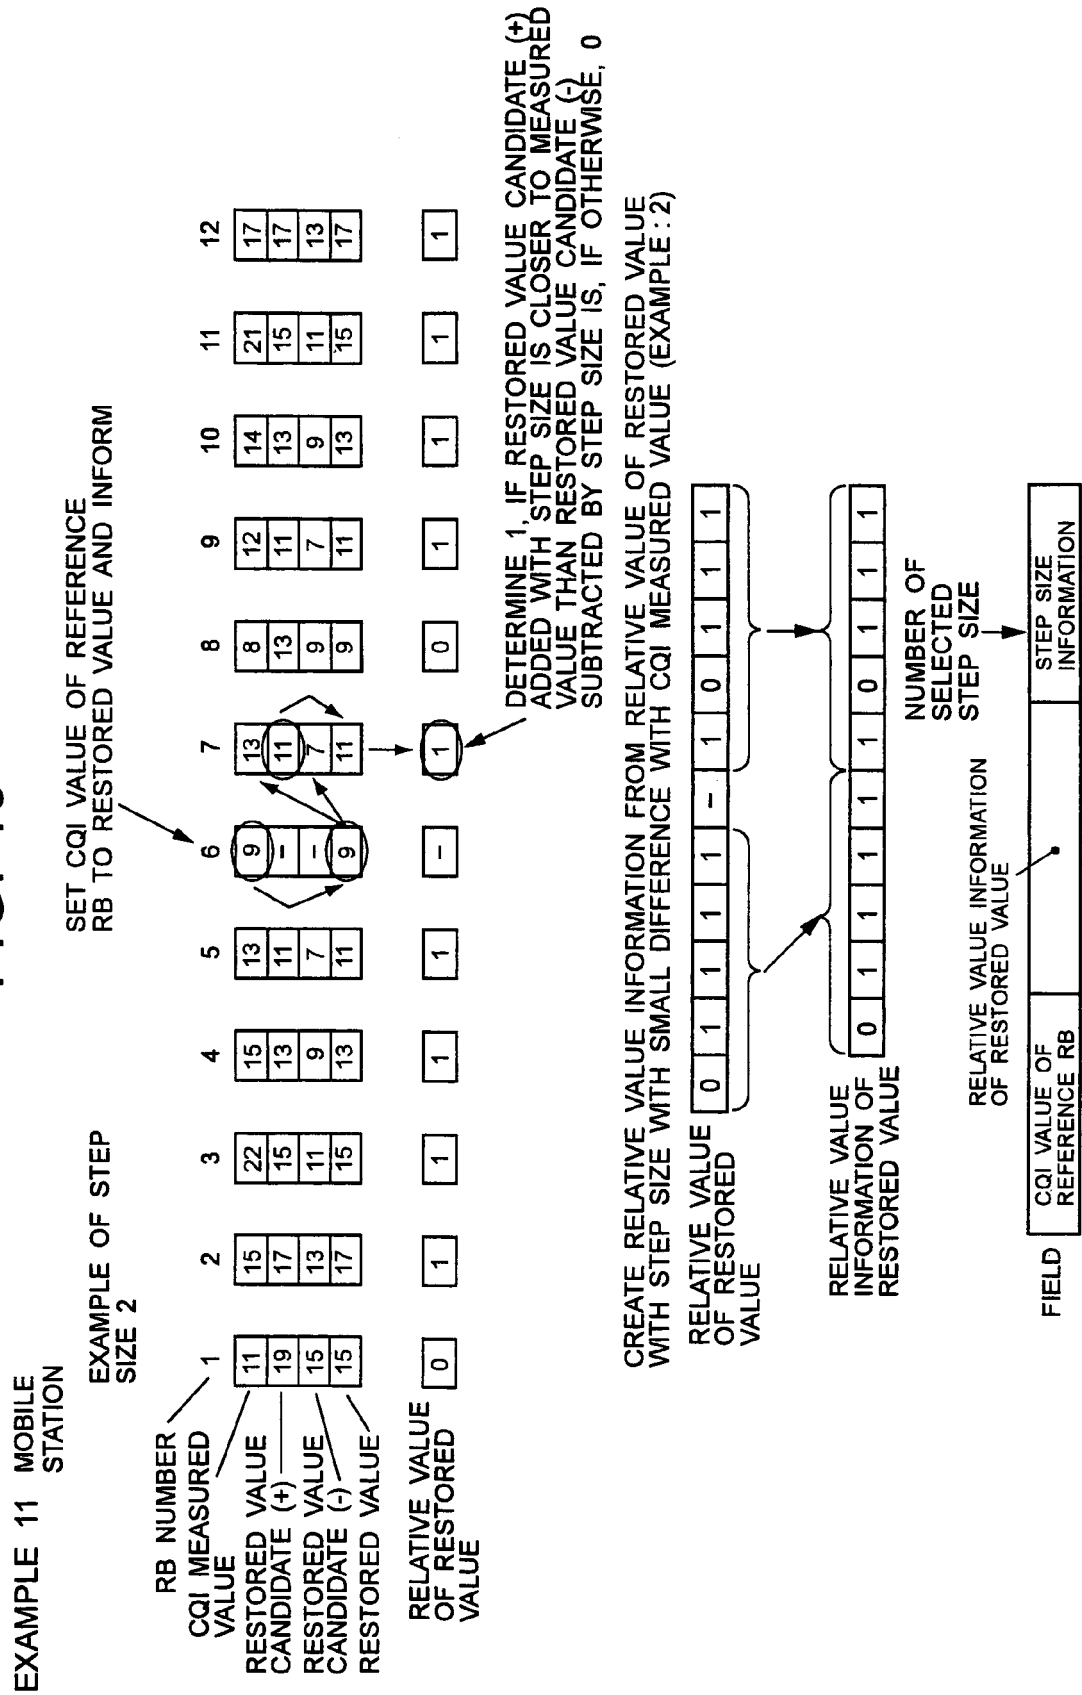 EXAMPLE 11 MOBILE
STATION
EXAMPLE OF STEP
SIZE 2
SET CQI VALUE OF REFERENCE
RB TO RESTORED VALUE AND INFORM
RB NUMBER 1 2 3 4 5 6 7 8 9 10 11 12
CQI MEASURED
VALUE 11 15 22 15 13 9 13 8 12 14 21 17
RESTORED VALUE
CANDIDATE (+) 19 17 15 13 11 - 11 13 11 13 15 17
RESTORED VALUE
CANDIDATE (-) 15 13 11 9 7 - 7 9 7 9 11 13
RESTORED VALUE 15 17 15 13 11 9 11 9 11 13 15 17
RELATIVE VALUE
OF RESTORED
VALUE 0 1 1 1 1 - 1 0 1 1 1 1
DETERMINE 1, IF RESTORED VALUE CANDIDATE (+)
ADDED WITH STEP SIZE IS CLOSER TO MEASURED
VALUE THAN RESTORED VALUE CANDIDATE (-)
SUBTRACTED BY STEP SIZE IS, IF OTHERWISE, 0
CREATE RELATIVE VALUE INFORMATION FROM RELATIVE VALUE OF RESTORED VALUE
WITH STEP SIZE WITH SMALL DIFFERENCE WITH CQI MEASURED VALUE (EXAMPLE : 2)
RELATIVE VALUE
OF RESTORED
VALUE
0 1 1 1 1 - 1 0 1 1 1
RELATIVE VALUE
INFORMATION OF
RESTORED VALUE
0 1 1 1 1 1 0 1 1 1
NUMBER OF
SELECTED
STEP SIZE
RELATIVE VALUE INFORMATION
OF RESTORED VALUE
FIELD
CQI VALUE OF
REFERENCE RB
STEP SIZE
INFORMATION